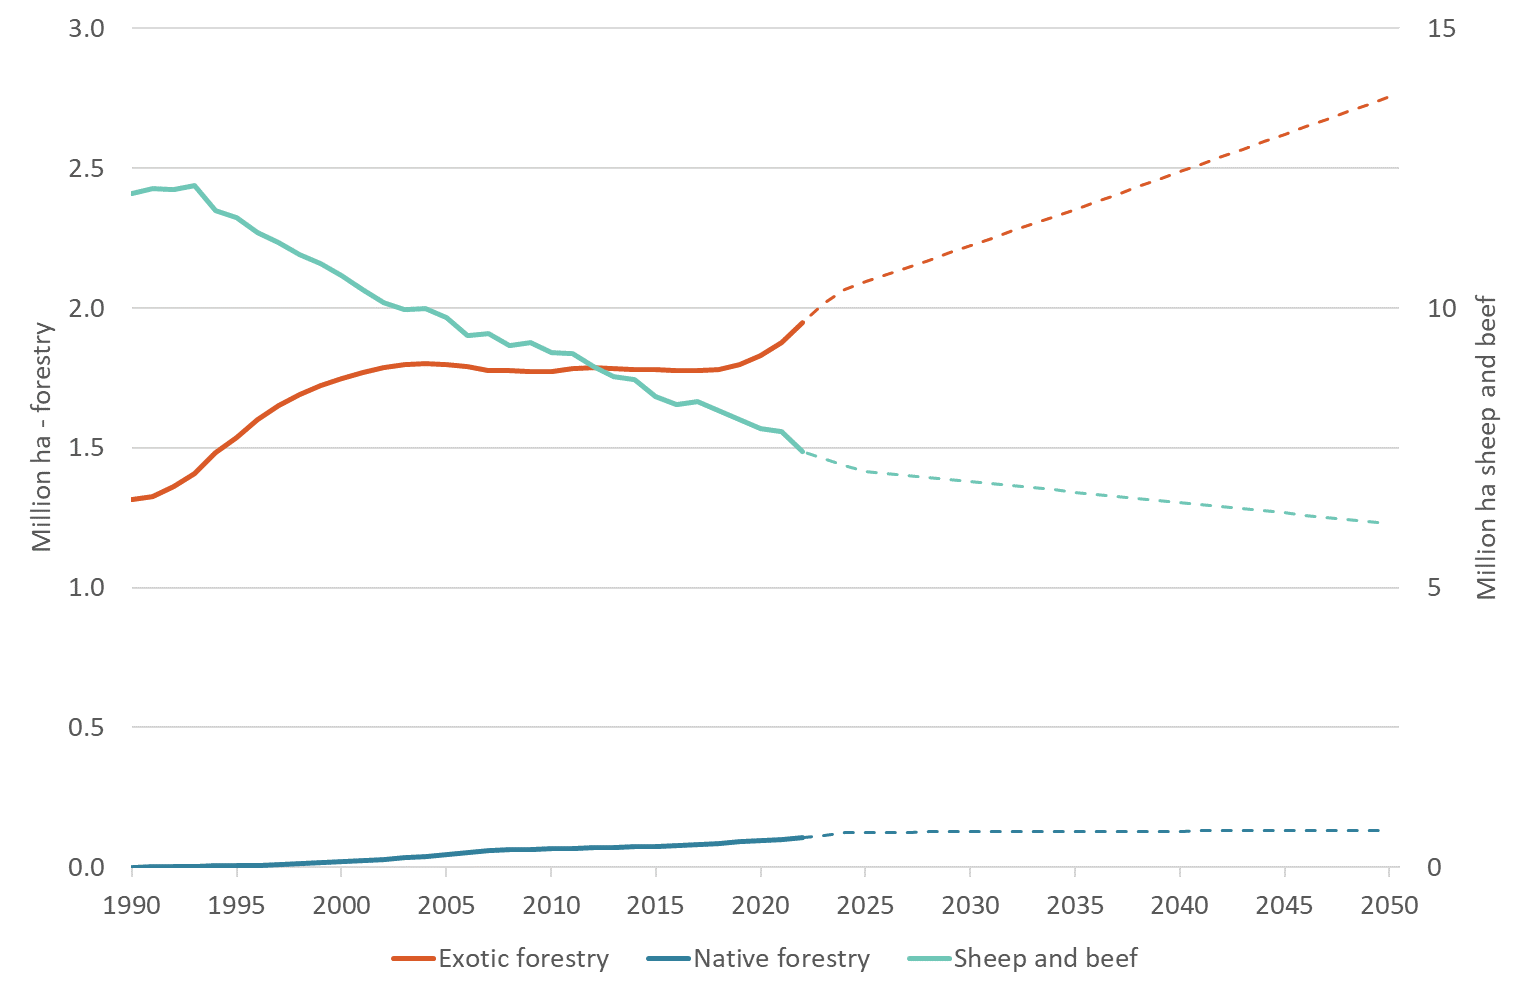 3.0
2.5
2.0
1.5
1.0
0.5
0.0
Million ha - forestry
15
10
5
0
Million ha sheep and beef
1990 1995 2000 2005 2010 2015 2020 2025 2030 2035 2040 2045 2050
Exotic forestry Native forestry Sheep and beef